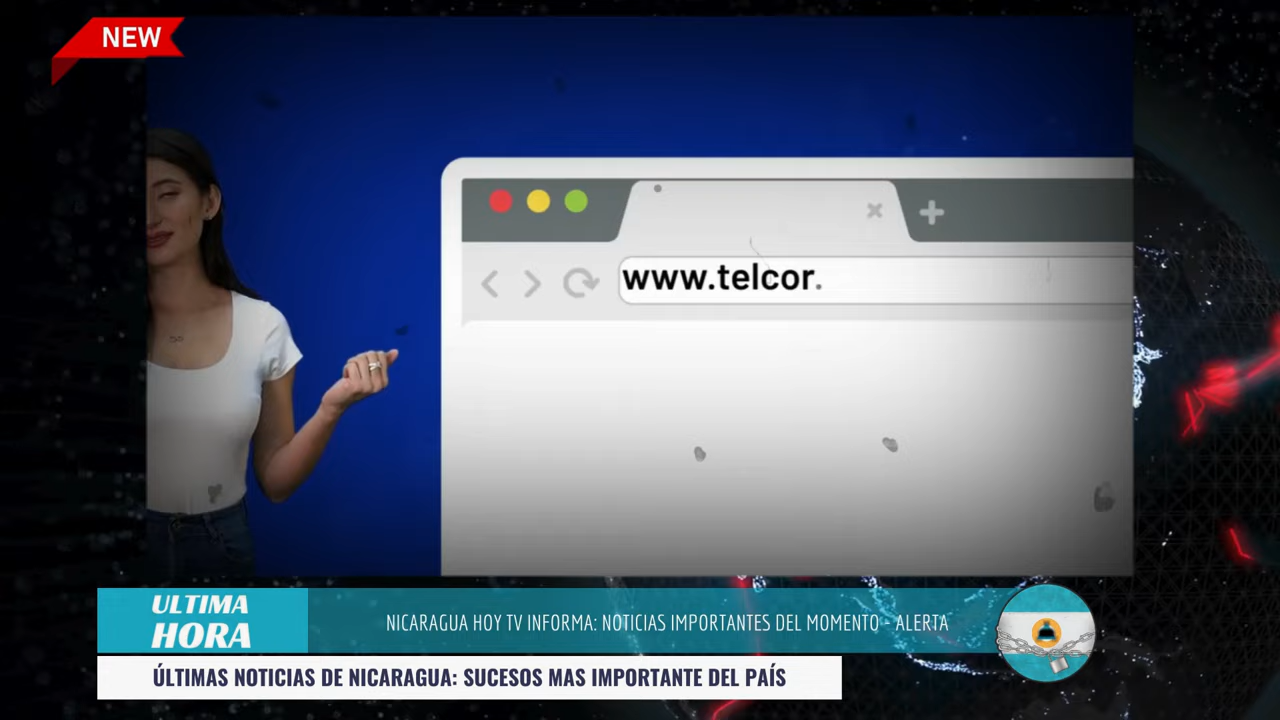 NEW
www.telcor.
ULTIMA
HORA
NICARAGUA HOY TV INFORMA: NOTICIAS IMPORTANTES DEL MOMENTO - ALERTA
ÚLTIMAS NOTICIAS DE NICARAGUA: SUCESOS MAS IMPORTANTE DEL PAÍS